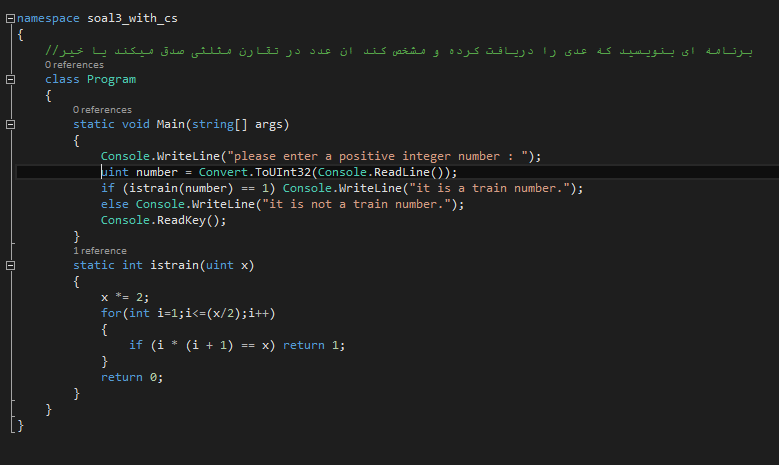 namespace soal3_with_cs
{
//برنامه ای بنویسید که عدی را دریافت کرده و مشخص کند ان عدد در تقارن مثلثی صدق میکند یا خیر
0 references
class Program
{
0 references
static void Main(string[] args)
{
Console.WriteLine("please enter a positive integer number : ");
uint number = Convert.ToUInt32(Console.ReadLine());
if (istrain(number) == 1) Console.WriteLine("it is a train number.");
else Console.WriteLine("it is not a train number.");
Console.ReadKey();
}
1 reference
static int istrain(uint x)
{
x *= 2;
for(int i=1;i<=(x/2);i++)
{
if (i * (i + 1) == x) return 1;
}
return 0;
}
}
}